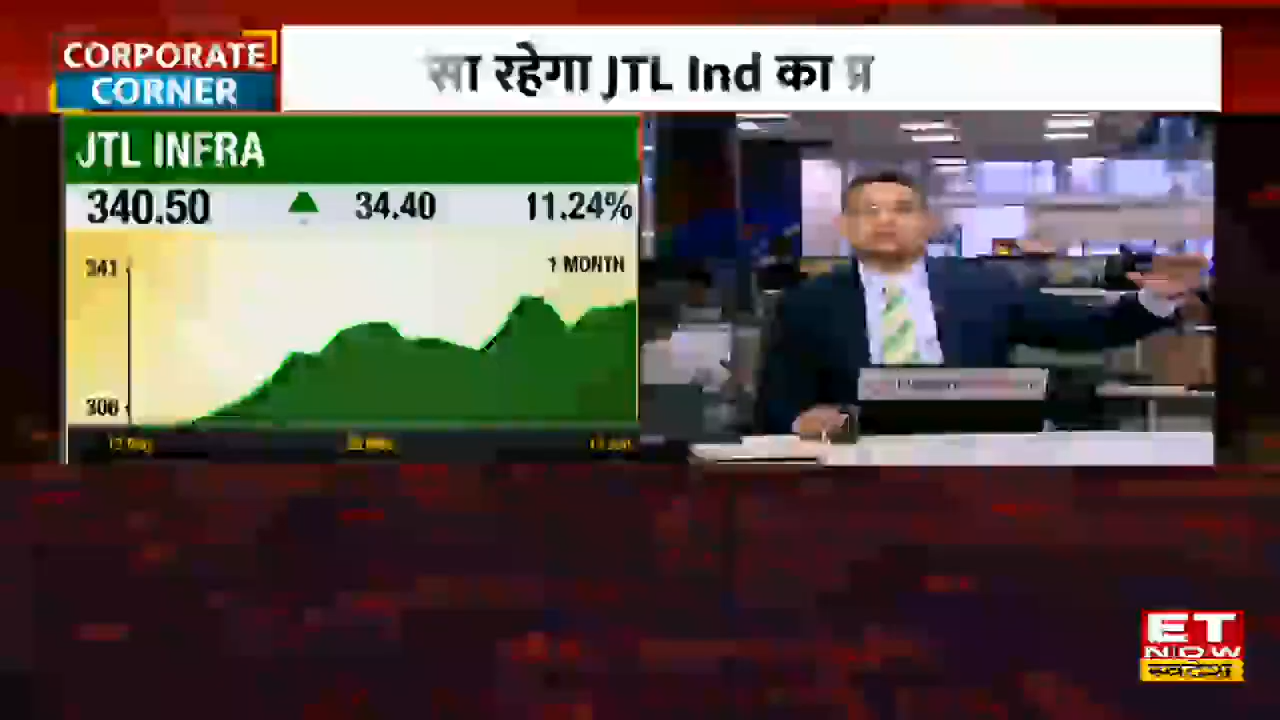 CORPORATE
CORNER
सा रहेगा JTL Ind का प्र
JTL INFRA
340.50 ▲ 34.40 11.24%
341
1 MONTH
306
ET
NOW
स्वदेश